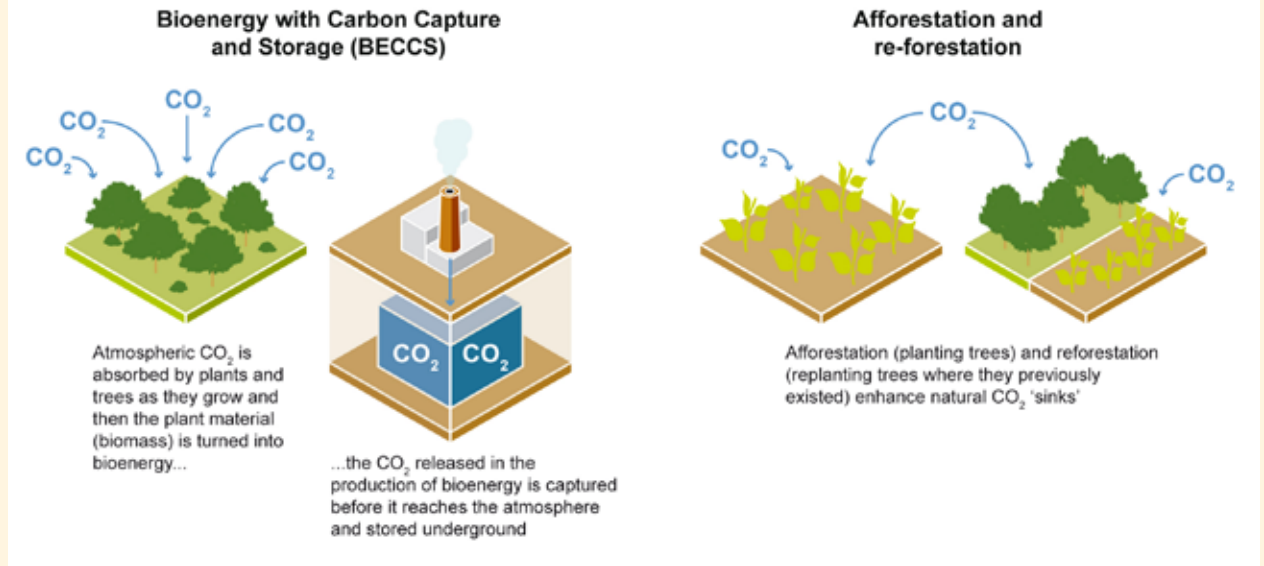 Bioenergy with Carbon Capture
and Storage (BECCS)
CO₂
CO₂
CO₂
CO₂
CO₂
CO₂ CO₂
Atmospheric CO₂ is
absorbed by plants and
trees as they grow and
then the plant material
(biomass) is turned into
bioenergy...
...the CO₂ released in the
production of bioenergy is captured
before it reaches the atmosphere
and stored underground
Afforestation and
re-forestation
CO₂
CO₂
CO₂
Afforestation (planting trees) and reforestation
(replanting trees where they previously
existed) enhance natural CO₂ ‘sinks’